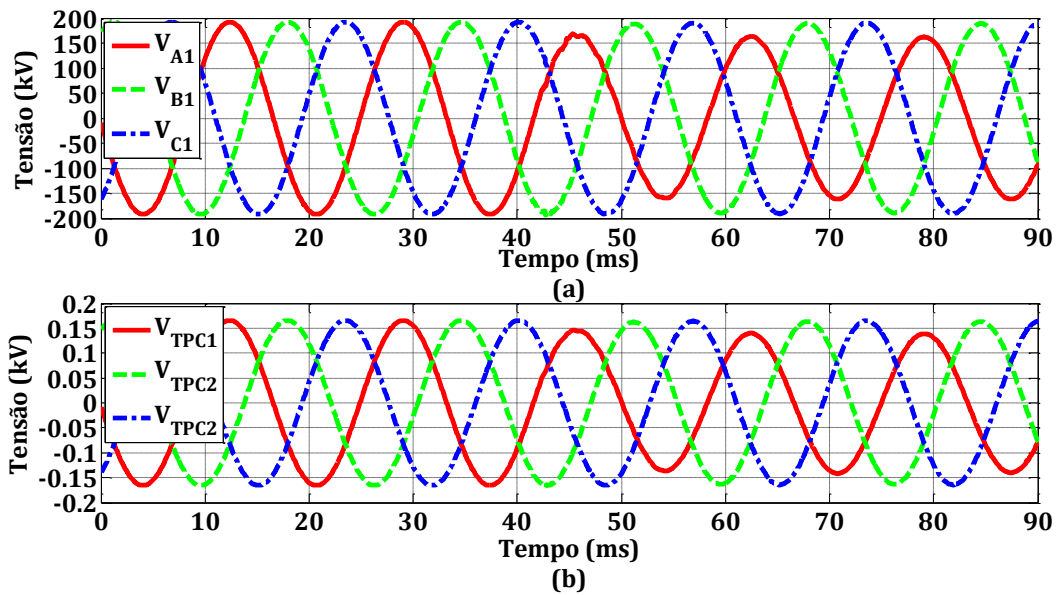 200
150
100
50
0
-50
-100
-150
-200
Tensão (kV)
V_A1
V_B1
V_C1
0 10 20 30 40 50 60 70 80 90
Tempo (ms)
(a)
0.2
0.15
0.1
0.05
0
-0.05
-0.1
-0.15
-0.2
Tensão (kV)
V_TPC1
V_TPC2
V_TPC2
0 10 20 30 40 50 60 70 80 90
Tempo (ms)
(b)